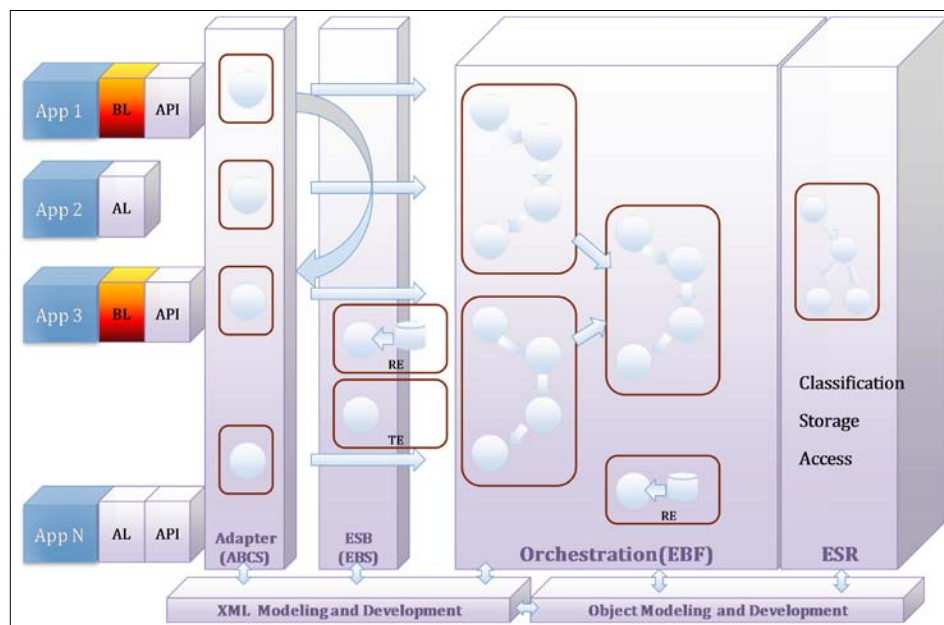 App 1 BL API
App 2 AL
App 3 BL API
App N AL API
Adapter
(ABCS)
ESB
(EBS)
RE
TE
RE
Orchestration(EBF)
Classification
Storage
Access
ESR
XML Modeling and Development
Object Modeling and Development